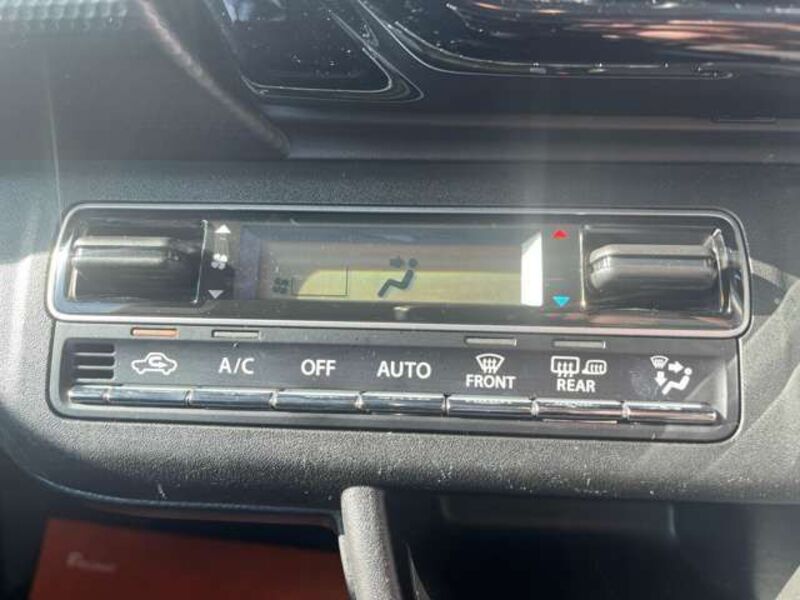 A/C OFF AUTO FRONT REAR